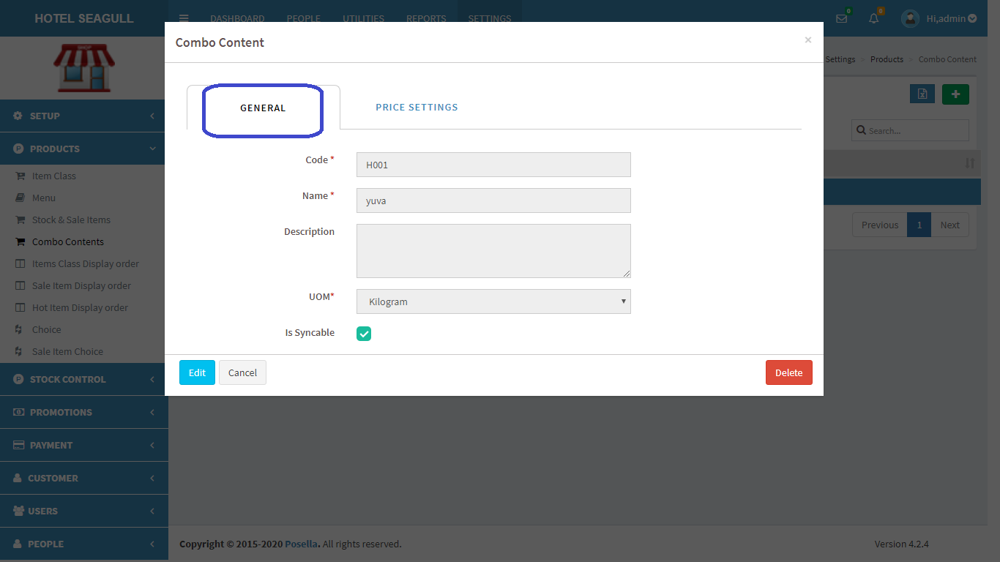 HOTEL SEAGULL
DASHBOARD PEOPLE UTILITIES REPORTS SETTINGS
0 0 Hi,admin
SHOP
Combo Content ×
Settings > Products > Combo Content
GENERAL PRICE SETTINGS
Search...
SETUP
PRODUCTS
Item Class
Menu
Stock & Sale Items
Combo Contents
Items Class Display order
Sale Item Display order
Hot Item Display order
Choice
Sale Item Choice
STOCK CONTROL
PROMOTIONS
PAYMENT
CUSTOMER
USERS
PEOPLE
Code * H001
Name * yuva
Description
UOM* Kilogram
Is Syncable
Previous 1 Next
Edit Cancel Delete
Copyright © 2015-2020 Posella. All rights reserved. Version 4.2.4